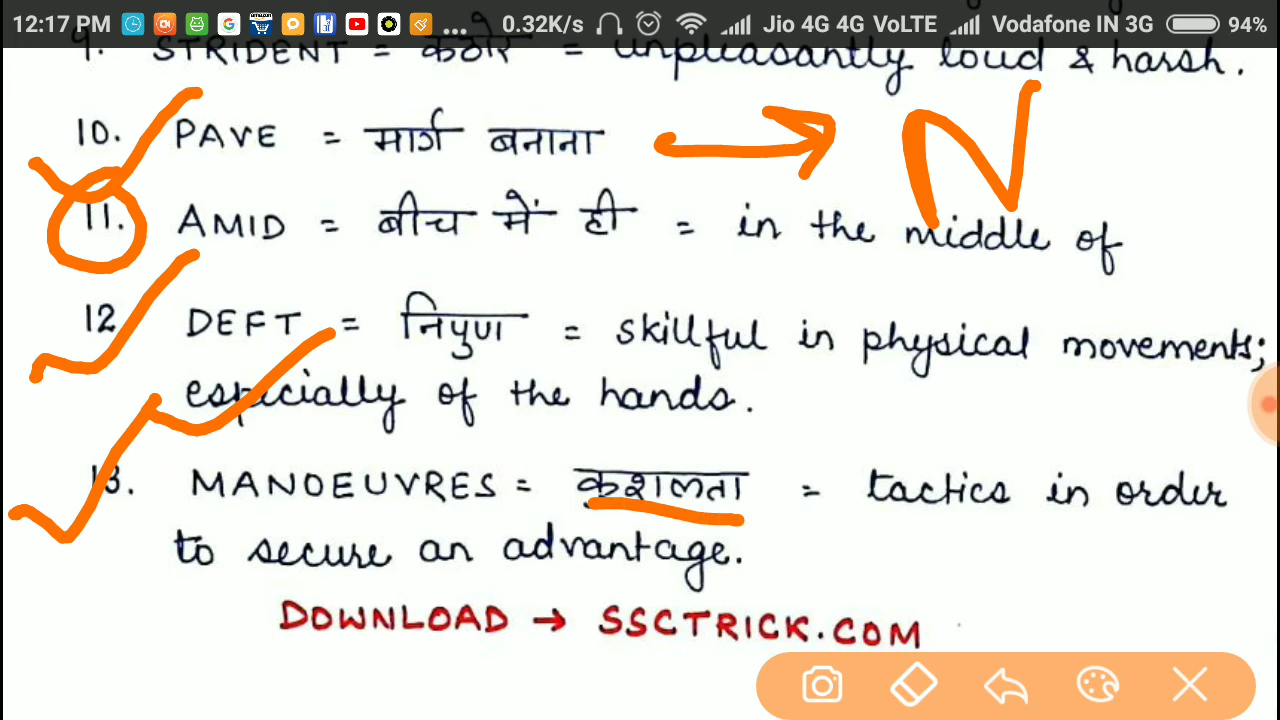 12:17 PM ... 0.32K/s Jio 4G 4G VoLTE Vodafone IN 3G 94%
9. STRIDENT = कठोर = unpleasantly loud & harsh.
10. PAVE = मार्ग बनाना → N
11. AMID = बीच में ही = in the middle of
12 DEFT = निपुण = skillful in physical movements;
especially of the hands.
13. MANOEUVRES = कुशलता = tactics in order
to secure an advantage.
DOWNLOAD → SSCTRICK.COM